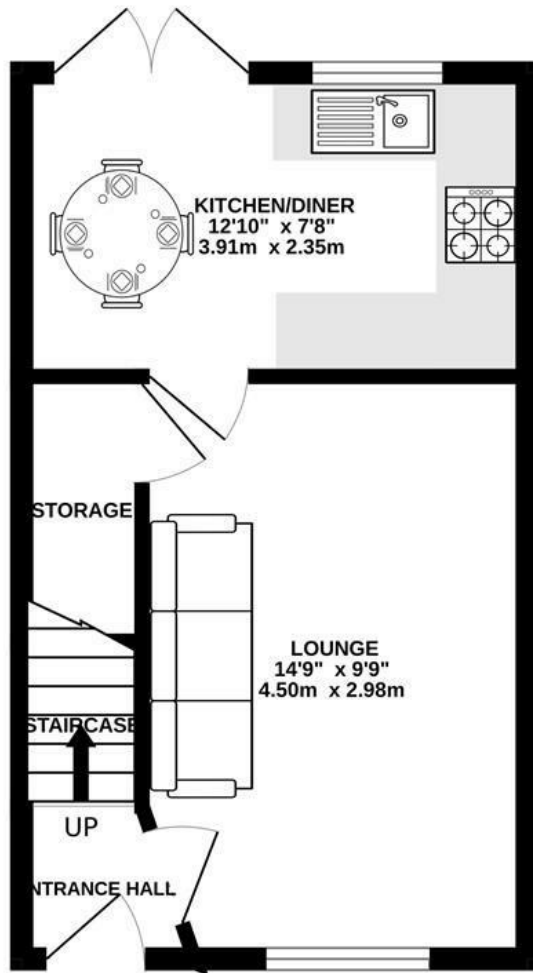 KITCHEN/DINER
12'10" x 7'8"
3.91m x 2.35m
STORAGE
LOUNGE
14'9" x 9'9"
4.50m x 2.98m
STAIRCASE
UP
NTRANCE HALL